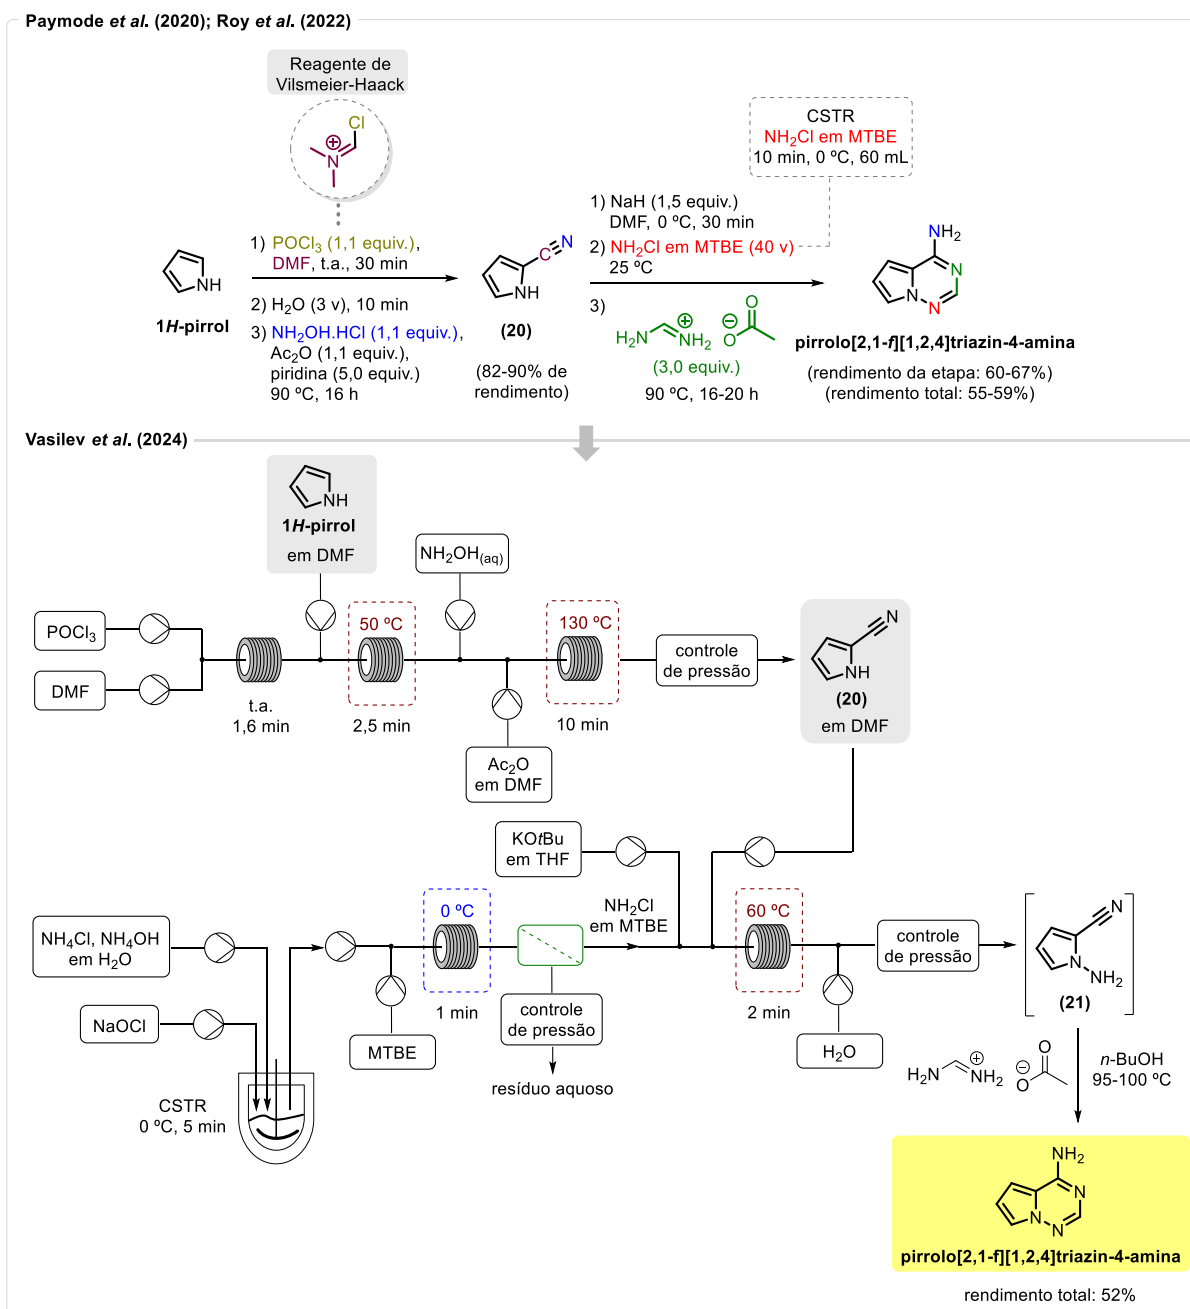 Paymode et al. (2020); Roy et al. (2022)
Reagente de
Vilsmeier-Haack
Cl
N
1) POCl₃ (1,1 equiv.),
DMF, t.a., 30 min
2) H₂O (3 v), 10 min
3) NH₂OH.HCl (1,1 equiv.),
Ac₂O (1,1 equiv.),
piridina (5,0 equiv.)
90 ºC, 16 h
NH
1H-pirrol
C
N
NH
(20)
(82-90% de
rendimento)
CSTR
NH₂Cl em MTBE
10 min, 0 ºC, 60 mL
1) NaH (1,5 equiv.)
DMF, 0 ºC, 30 min
2) NH₂Cl em MTBE (40 v)
25 ºC
3)
H₂N
NH₂
O
O
(3,0 equiv.)
90 ºC, 16-20 h
NH₂
N
N
N
pirrolo[2,1-f][1,2,4]triazin-4-amina
(rendimento da etapa: 60-67%)
(rendimento total: 55-59%)
Vasilev et al. (2024)
NH
1H-pirrol
em DMF
NH₂OH(aq)
POCl₃
DMF
t.a.
1,6 min
50 ºC
2,5 min
Ac₂O
em DMF
130 ºC
10 min
controle
de pressão
N
NH
(20)
em DMF
KOtBu
em THF
NH₄Cl, NH₄OH
em H₂O
NaOCl
CSTR
0 ºC, 5 min
MTBE
0 ºC
1 min
controle
de pressão
resíduo aquoso
NH₂Cl
em MTBE
60 ºC
2 min
H₂O
controle
de pressão
N
N
NH₂
(21)
H₂N
NH₂
O
O
n-BuOH
95-100 ºC
NH₂
N
N
N
pirrolo[2,1-f][1,2,4]triazin-4-amina
rendimento total: 52%